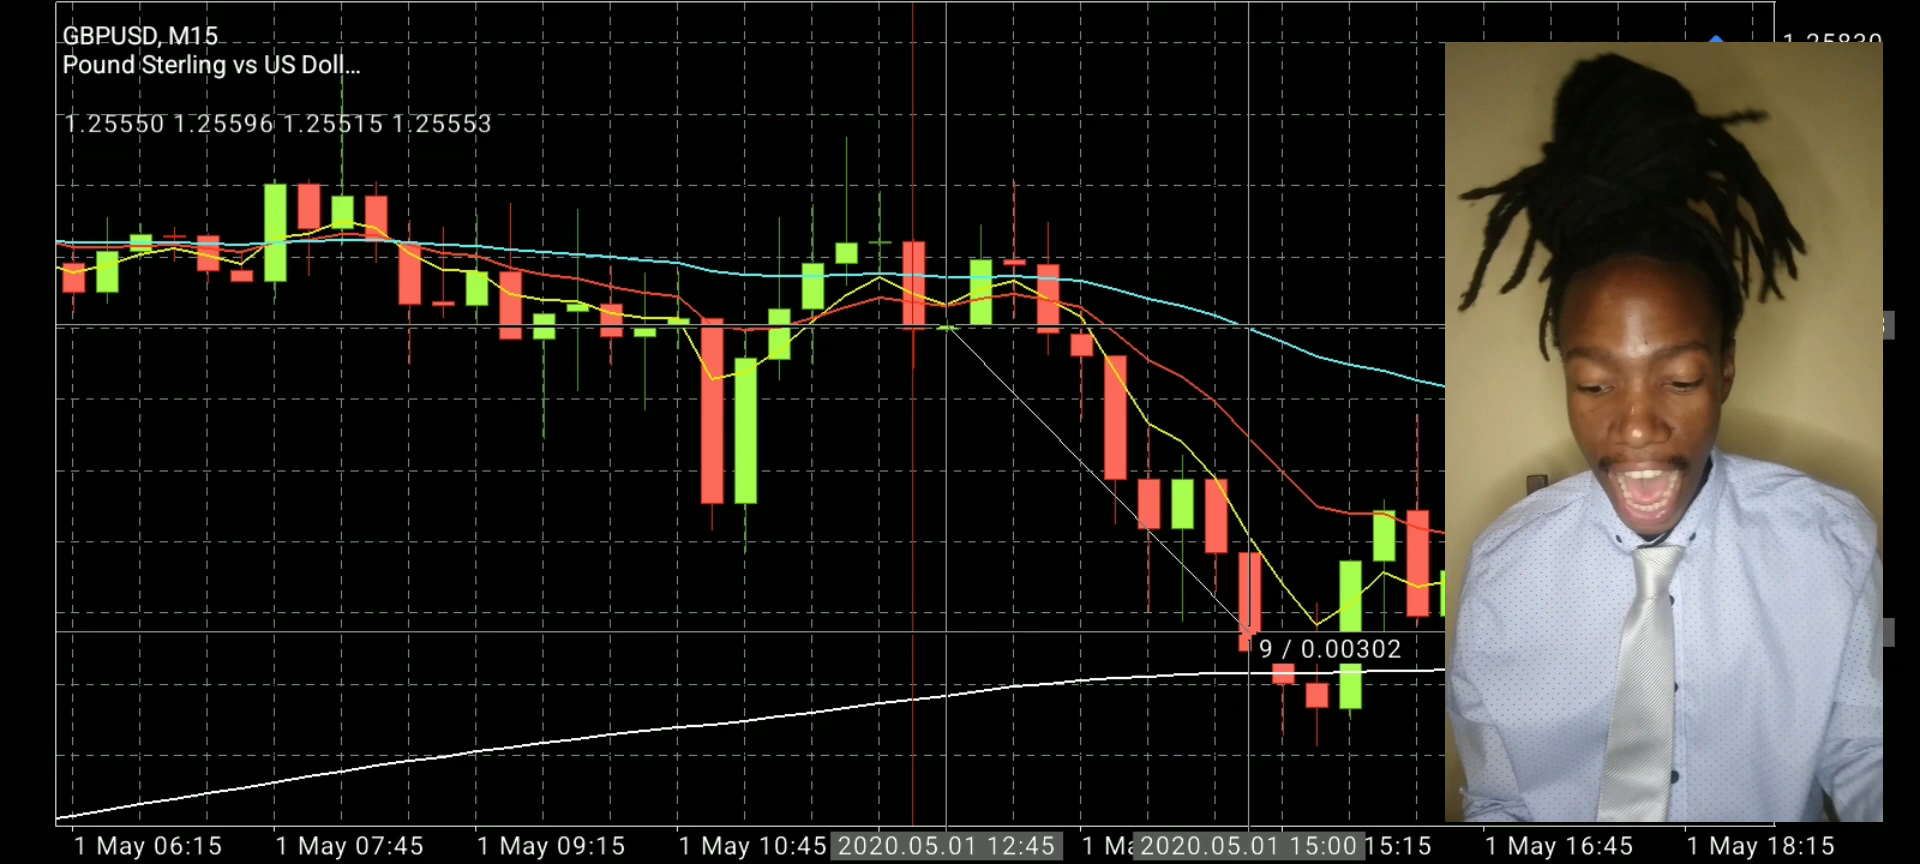 GBPUSD, M15
Pound Sterling vs US Doll...
1.25550 1.25596 1.25515 1.25553
9 / 0.00302
1 May 06:15 1 May 07:45 1 May 09:15 1 May 10:45 2020.05.01 12:45 1 Ma 2020.05.01 15:00 15:15 1 May 16:45 1 May 18:15